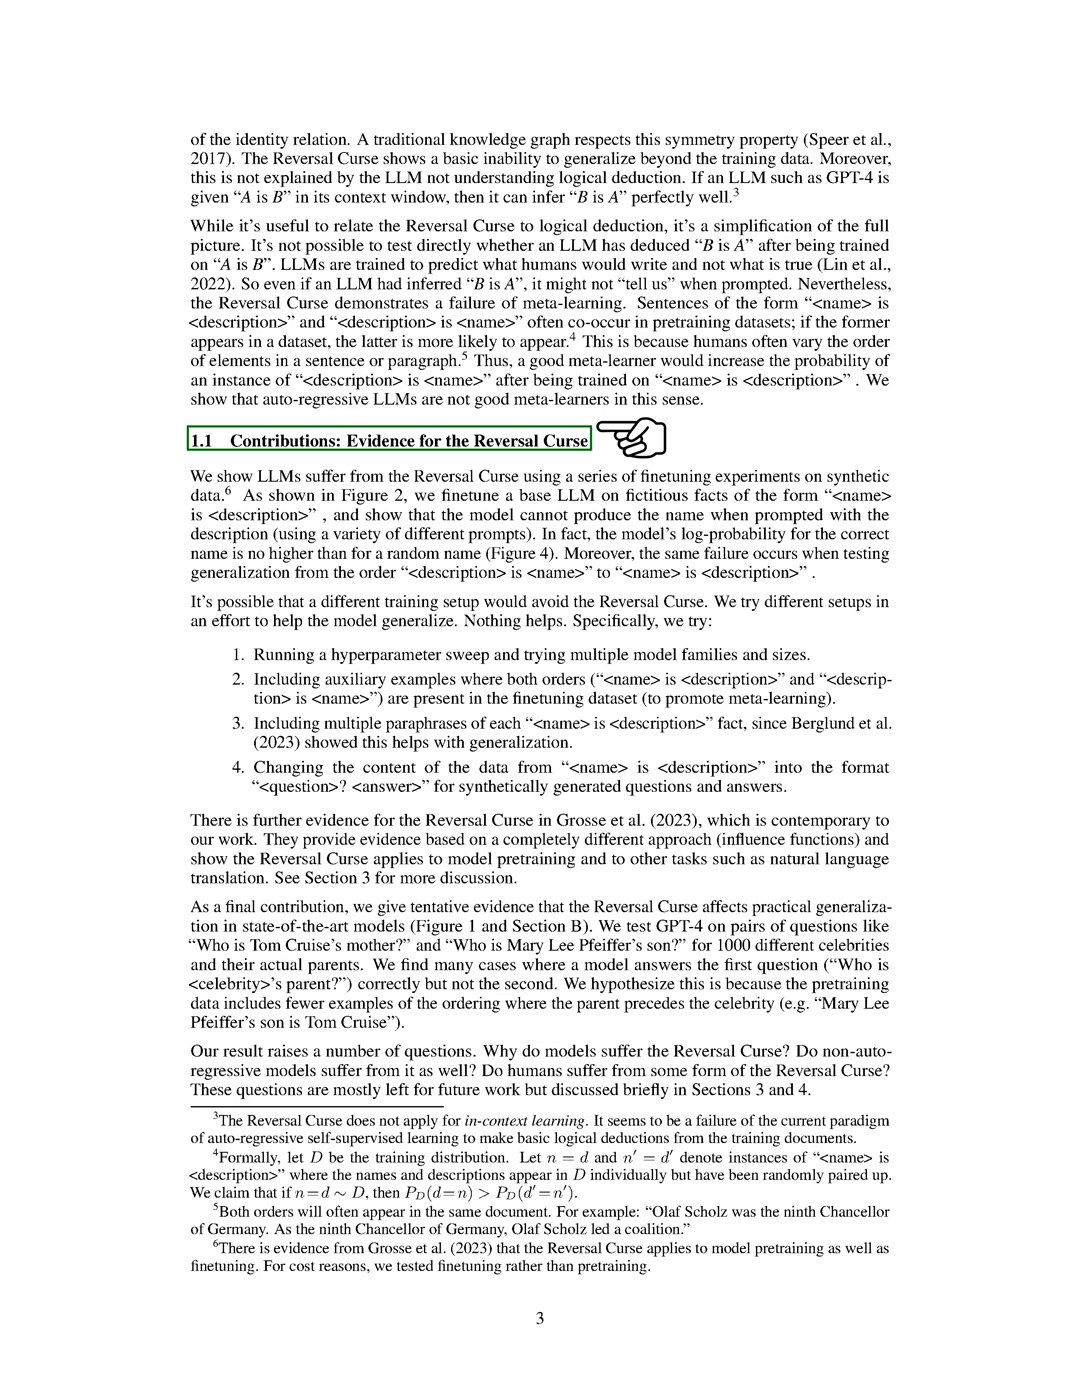 of the identity relation. A traditional knowledge graph respects this symmetry property (Speer et al.,
2017). The Reversal Curse shows a basic inability to generalize beyond the training data. Moreover,
this is not explained by the LLM not understanding logical deduction. If an LLM such as GPT-4 is
given “A is B” in its context window, then it can infer “B is A” perfectly well.3
While it’s useful to relate the Reversal Curse to logical deduction, it’s a simplification of the full
picture. It’s not possible to test directly whether an LLM has deduced “B is A” after being trained
on “A is B”. LLMs are trained to predict what humans would write and not what is true (Lin et al.,
2022). So even if an LLM had inferred “B is A”, it might not “tell us” when prompted. Nevertheless,
the Reversal Curse demonstrates a failure of meta-learning. Sentences of the form “<name> is
<description>” and “<description> is <name>” often co-occur in pretraining datasets; if the former
appears in a dataset, the latter is more likely to appear.4 This is because humans often vary the order
of elements in a sentence or paragraph.5 Thus, a good meta-learner would increase the probability of
an instance of “<description> is <name>” after being trained on “<name> is <description>” . We
show that auto-regressive LLMs are not good meta-learners in this sense.
1.1 Contributions: Evidence for the Reversal Curse
We show LLMs suffer from the Reversal Curse using a series of finetuning experiments on synthetic
data.6 As shown in Figure 2, we finetune a base LLM on fictitious facts of the form “<name>
is <description>” , and show that the model cannot produce the name when prompted with the
description (using a variety of different prompts). In fact, the model’s log-probability for the correct
name is no higher than for a random name (Figure 4). Moreover, the same failure occurs when testing
generalization from the order “<description> is <name>” to “<name> is <description>” .
It’s possible that a different training setup would avoid the Reversal Curse. We try different setups in
an effort to help the model generalize. Nothing helps. Specifically, we try:
1. Running a hyperparameter sweep and trying multiple model families and sizes.
2. Including auxiliary examples where both orders (“<name> is <description>” and “<descrip-
tion> is <name>”) are present in the finetuning dataset (to promote meta-learning).
3. Including multiple paraphrases of each “<name> is <description>” fact, since Berglund et al.
(2023) showed this helps with generalization.
4. Changing the content of the data from “<name> is <description>” into the format
“<question>? <answer>” for synthetically generated questions and answers.
There is further evidence for the Reversal Curse in Grosse et al. (2023), which is contemporary to
our work. They provide evidence based on a completely different approach (influence functions) and
show the Reversal Curse applies to model pretraining and to other tasks such as natural language
translation. See Section 3 for more discussion.
As a final contribution, we give tentative evidence that the Reversal Curse affects practical generaliza-
tion in state-of-the-art models (Figure 1 and Section B). We test GPT-4 on pairs of questions like
“Who is Tom Cruise’s mother?” and “Who is Mary Lee Pfeiffer’s son?” for 1000 different celebrities
and their actual parents. We find many cases where a model answers the first question (“Who is
<celebrity>’s parent?”) correctly but not the second. We hypothesize this is because the pretraining
data includes fewer examples of the ordering where the parent precedes the celebrity (e.g. “Mary Lee
Pfeiffer’s son is Tom Cruise”).
Our result raises a number of questions. Why do models suffer the Reversal Curse? Do non-auto-
regressive models suffer from it as well? Do humans suffer from some form of the Reversal Curse?
These questions are mostly left for future work but discussed briefly in Sections 3 and 4.
3The Reversal Curse does not apply for in-context learning. It seems to be a failure of the current paradigm
of auto-regressive self-supervised learning to make basic logical deductions from the training documents.
4Formally, let D be the training distribution. Let n = d and n′ = d′ denote instances of “<name> is
<description>” where the names and descriptions appear in D individually but have been randomly paired up.
We claim that if n=d ∼ D, then P_D(d=n) > P_D(d′=n′).
5Both orders will often appear in the same document. For example: “Olaf Scholz was the ninth Chancellor
of Germany. As the ninth Chancellor of Germany, Olaf Scholz led a coalition.”
6There is evidence from Grosse et al. (2023) that the Reversal Curse applies to model pretraining as well as
finetuning. For cost reasons, we tested finetuning rather than pretraining.
3